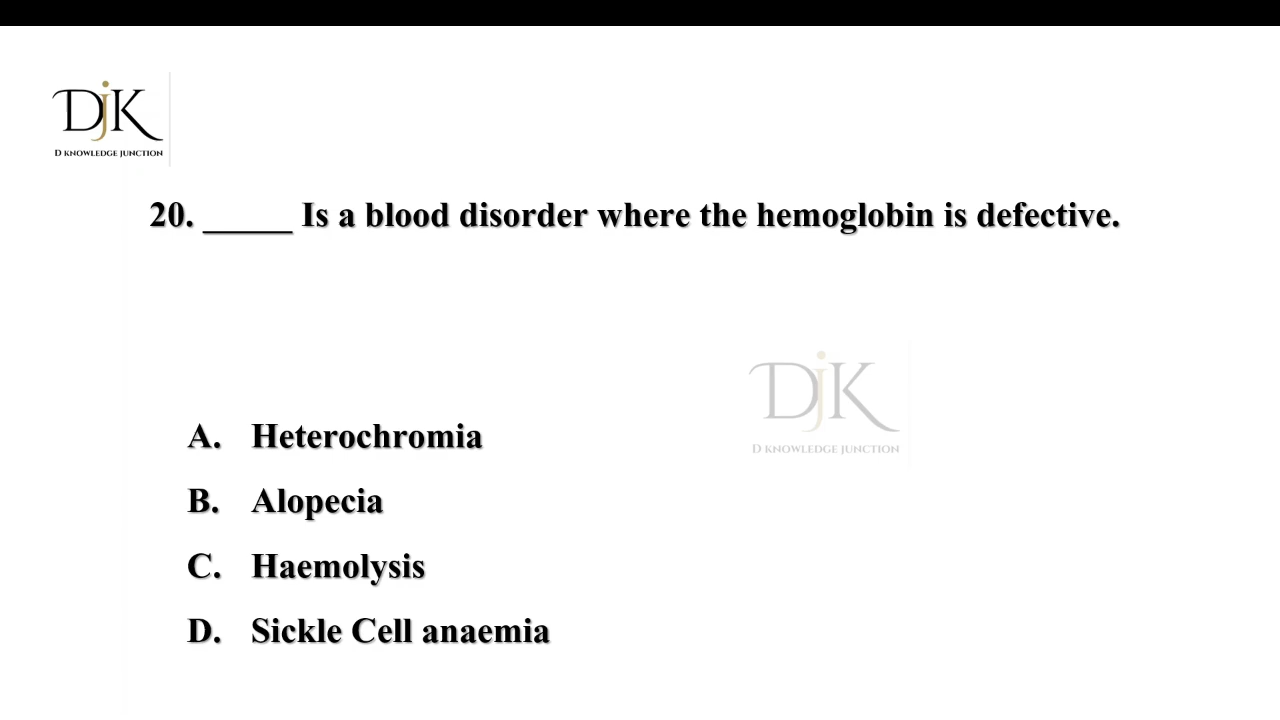 DjK
D KNOWLEDGE JUNCTION
20. _____ Is a blood disorder where the hemoglobin is defective.
DjK
D KNOWLEDGE JUNCTION
A. Heterochromia
B. Alopecia
C. Haemolysis
D. Sickle Cell anaemia